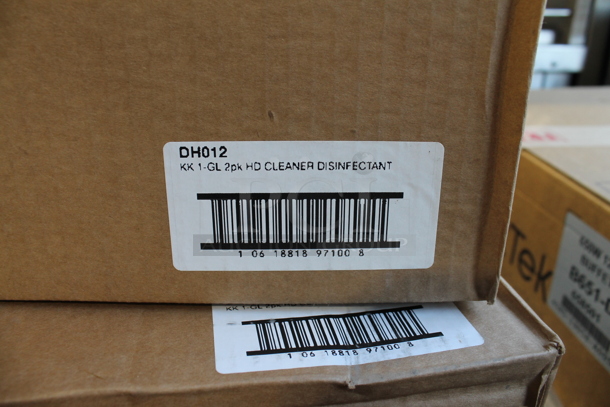 DH012
KK 1-GL 2pk HD CLEANER DISINFECTANT
1 06 18818 97100 8
1 06 18818 97100 8
Tek
B651-